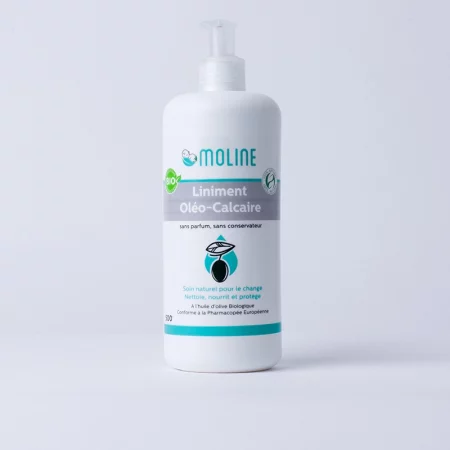 MOLINE
BIO
Liniment
Oléo-Calcaire
sans parfum, sans conservateur
Soin naturel pour le change
Nettoie, nourrit et protège
A l'huile d'olive Biologique
Conforme à la Pharmacopée Européenne